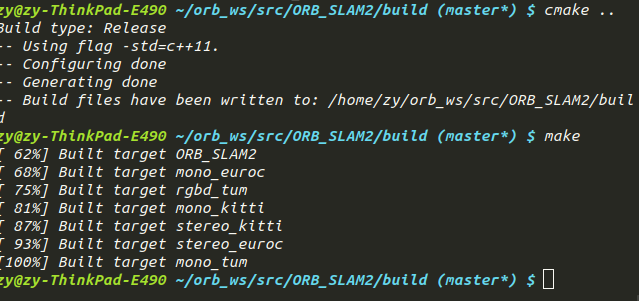 zy@zy-ThinkPad-E490 ~/orb_ws/src/ORB_SLAM2/build (master*) $ cmake ..
Build type: Release
-- Using flag -std=c++11.
-- Configuring done
-- Generating done
-- Build files have been written to: /home/zy/orb_ws/src/ORB_SLAM2/buil
d
zy@zy-ThinkPad-E490 ~/orb_ws/src/ORB_SLAM2/build (master*) $ make
[ 62%] Built target ORB_SLAM2
[ 68%] Built target mono_euroc
[ 75%] Built target rgbd_tum
[ 81%] Built target mono_kitti
[ 87%] Built target stereo_kitti
[ 93%] Built target stereo_euroc
[100%] Built target mono_tum
zy@zy-ThinkPad-E490 ~/orb_ws/src/ORB_SLAM2/build (master*) $